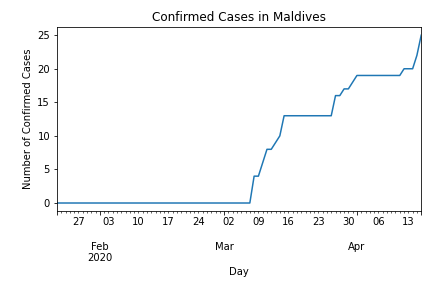 Confirmed Cases in Maldives
Number of Confirmed Cases
25
20
15
10
5
0
27 03 10 17 24 02 09 16 23 30 06 13
Feb Mar Apr
2020
Day